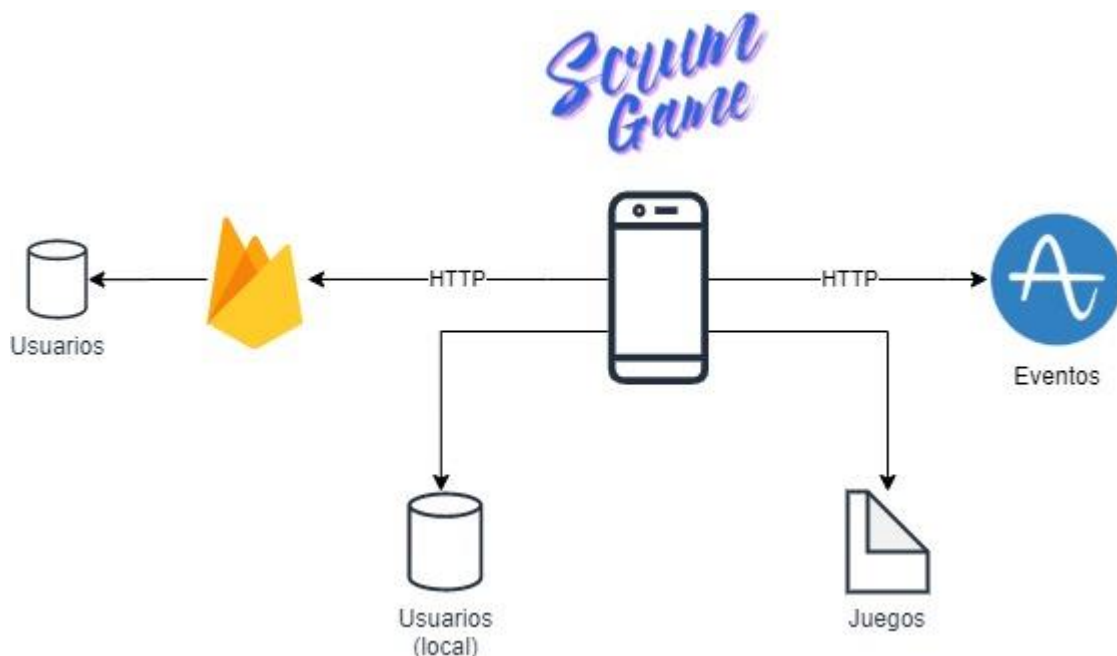 Scrum
Game
HTTP
HTTP
Usuarios
Eventos
Usuarios
(local)
Juegos